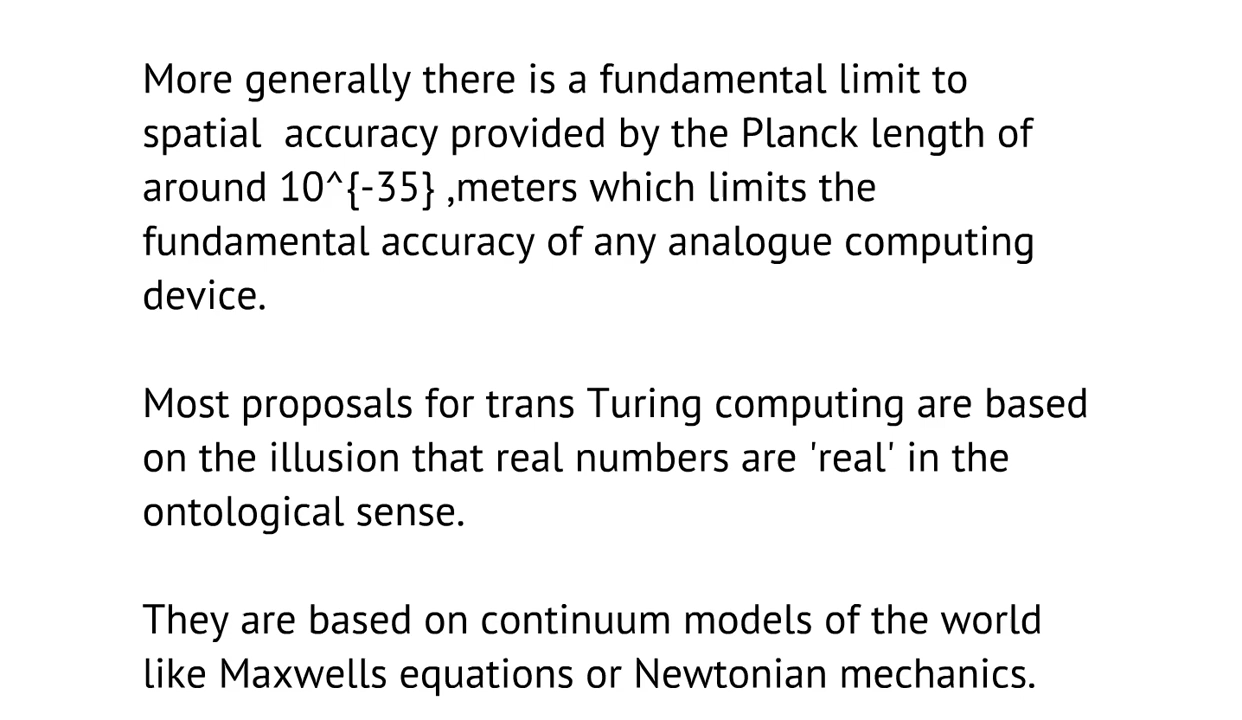 More generally there is a fundamental limit to
spatial  accuracy provided by the Planck length of
around 10^{-35} ,meters which limits the
fundamental accuracy of any analogue computing
device.
Most proposals for trans Turing computing are based
on the illusion that real numbers are 'real' in the
ontological sense.
They are based on continuum models of the world
like Maxwells equations or Newtonian mechanics.